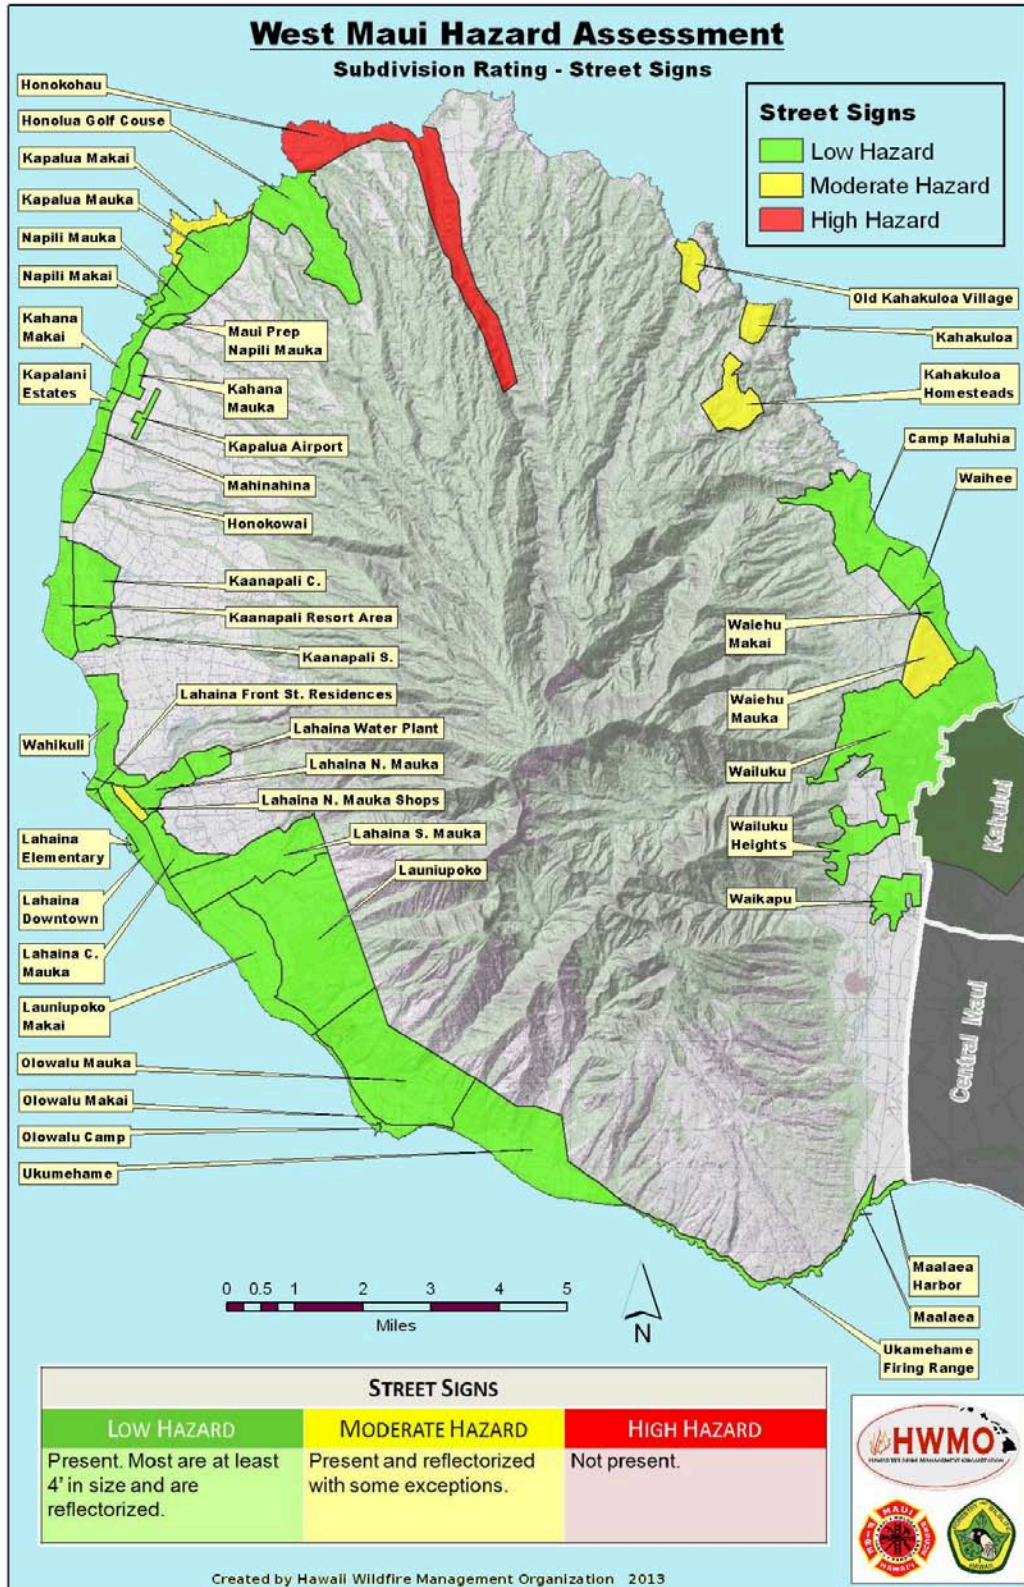 West Maui Hazard Assessment
Subdivision Rating - Street Signs
Street Signs
Low Hazard
Moderate Hazard
High Hazard
Honokohau
Honolua Golf Couse
Kapalua Makai
Kapalua Mauka
Napili Mauka
Napili Makai
Kahana
Makai
Kapalani
Estates
Maui Prep
Napili Mauka
Kahana
Mauka
Kapalua Airport
Mahinahina
Honokowai
Kaanapali C.
Kaanapali Resort Area
Kaanapali S.
Lahaina Front St. Residences
Lahaina Water Plant
Wahikuli
Lahaina N. Mauka
Lahaina N. Mauka Shops
Lahaina S. Mauka
Lahaina
Elementary
Launiupoko
Lahaina
Downtown
Lahaina C.
Mauka
Launiupoko
Makai
Olowalu Mauka
Olowalu Makai
Olowalu Camp
Ukumehame
Old Kahakuloa Village
Kahakuloa
Kahakuloa
Homesteads
Camp Maluhia
Waihee
Waiehu
Makai
Waiehu
Mauka
Wailuku
Wailuku
Heights
Waikapu
Kahului
Central Maui
Maalaea
Harbor
Maalaea
Ukamehame
Firing Range
0 0.5 1 2 3 4 5
Miles
N
STREET SIGNS
LOW HAZARD
MODERATE HAZARD
HIGH HAZARD
Present. Most are at least
4' in size and are
reflectorized.
Present and reflectorized
with some exceptions.
Not present.
HWMO
MAUI
FIRE
HAWAII
Created by Hawaii Wildfire Management Organization 2013